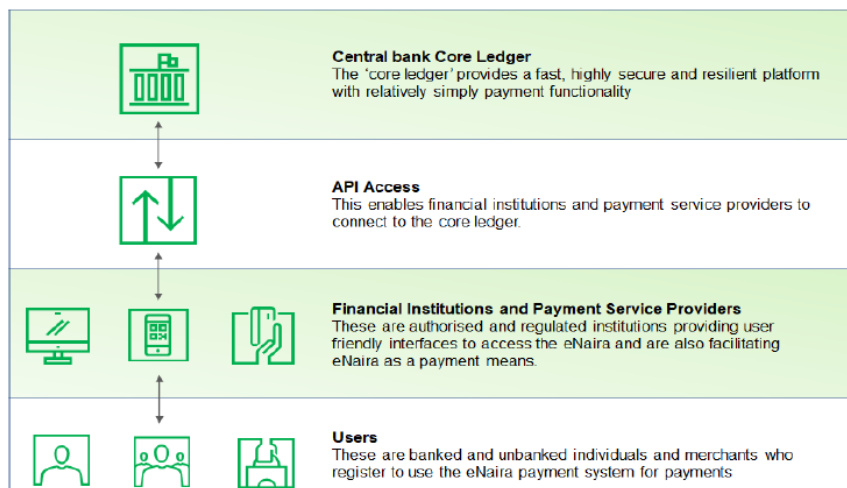 Central bank Core Ledger
The ‘core ledger’ provides a fast, highly secure and resilient platform
with relatively simply payment functionality
API Access
This enables financial institutions and payment service providers to
connect to the core ledger.
Financial Institutions and Payment Service Providers
These are authorised and regulated institutions providing user
friendly interfaces to access the eNaira and are also facilitating
eNaira as a payment means.
Users
These are banked and unbanked individuals and merchants who
register to use the eNaira payment system for payments